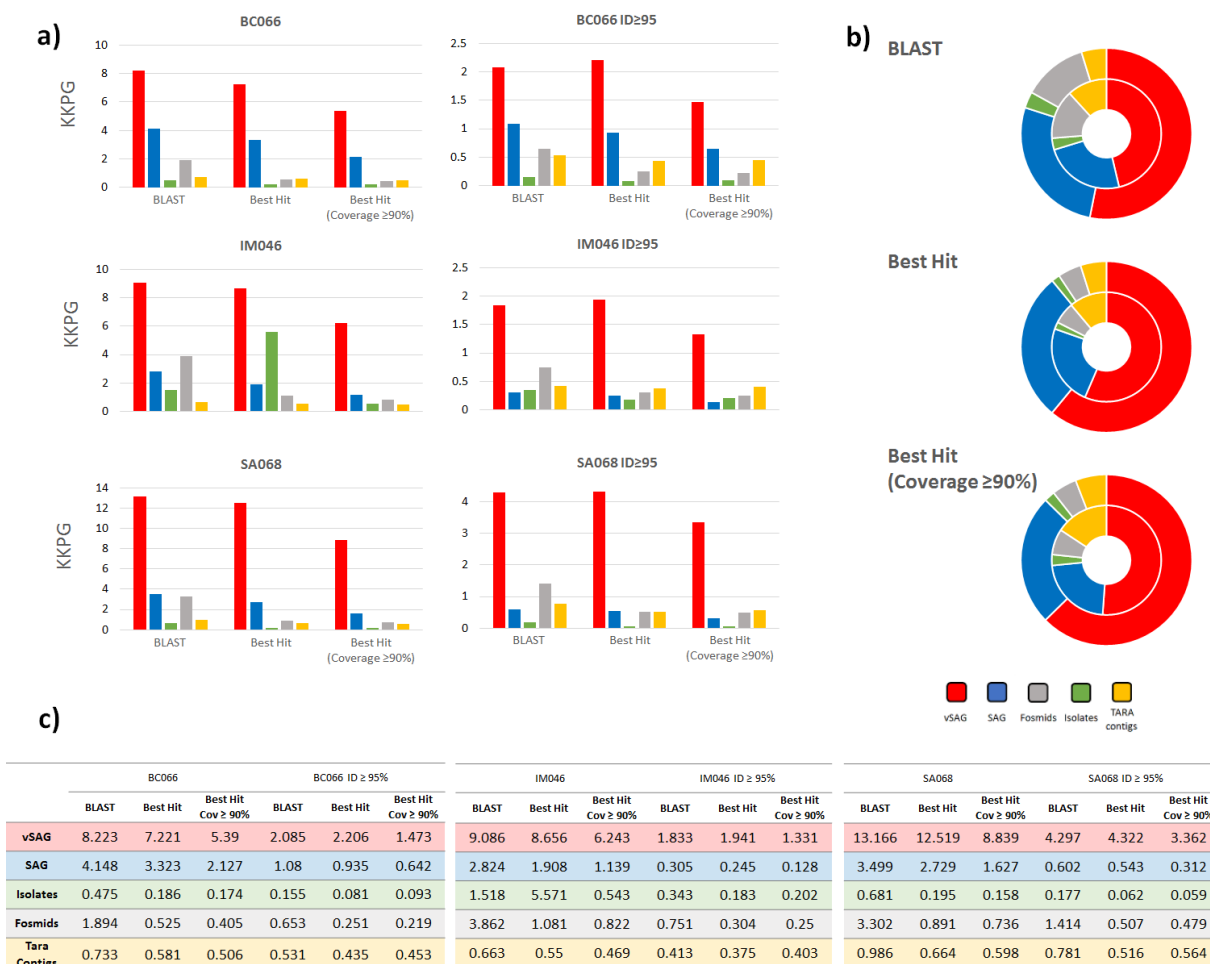 a)
BC066
KKPG
10
8
6
4
2
0
BLAST
Best Hit
Best Hit
(Coverage ≥90%)
BC066 ID≥95
2.5
2
1.5
1
0.5
0
BLAST
Best Hit
Best Hit
(Coverage ≥90%)
IM046
KKPG
10
8
6
4
2
0
IM046 ID≥95
2.5
2
1.5
1
0.5
0
SA068
KKPG
14
12
10
8
6
4
2
0
BLAST
Best Hit
Best Hit
(Coverage ≥90%)
SA068 ID≥95
4
3
2
1
0
BLAST
Best Hit
Best Hit
(Coverage ≥90%)
b)
BLAST
Best Hit
Best Hit
(Coverage ≥90%)
vSAG SAG Fosmids Isolates TARA
contigs
c)
BC066 BC066 ID ≥ 95%
BLAST Best Hit Best Hit Cov ≥ 90% BLAST Best Hit Best Hit Cov ≥ 90%
vSAG 8.223 7.221 5.39 2.085 2.206 1.473
SAG 4.148 3.323 2.127 1.08 0.935 0.642
Isolates 0.475 0.186 0.174 0.155 0.081 0.093
Fosmids 1.894 0.525 0.405 0.653 0.251 0.219
Tara Contigs 0.733 0.581 0.506 0.531 0.435 0.453
IM046 IM046 ID ≥ 95%
BLAST Best Hit Best Hit Cov ≥ 90% BLAST Best Hit Best Hit Cov ≥ 90%
9.086 8.656 6.243 1.833 1.941 1.331
2.824 1.908 1.139 0.305 0.245 0.128
1.518 5.571 0.543 0.343 0.183 0.202
3.862 1.081 0.822 0.751 0.304 0.25
0.663 0.55 0.469 0.413 0.375 0.403
SA068 SA068 ID ≥ 95%
BLAST Best Hit Best Hit Cov ≥ 90% BLAST Best Hit Best Hit Cov ≥ 90%
13.166 12.519 8.839 4.297 4.322 3.362
3.499 2.729 1.627 0.602 0.543 0.312
0.681 0.195 0.158 0.177 0.062 0.059
3.302 0.891 0.736 1.414 0.507 0.479
0.986 0.664 0.598 0.781 0.516 0.564